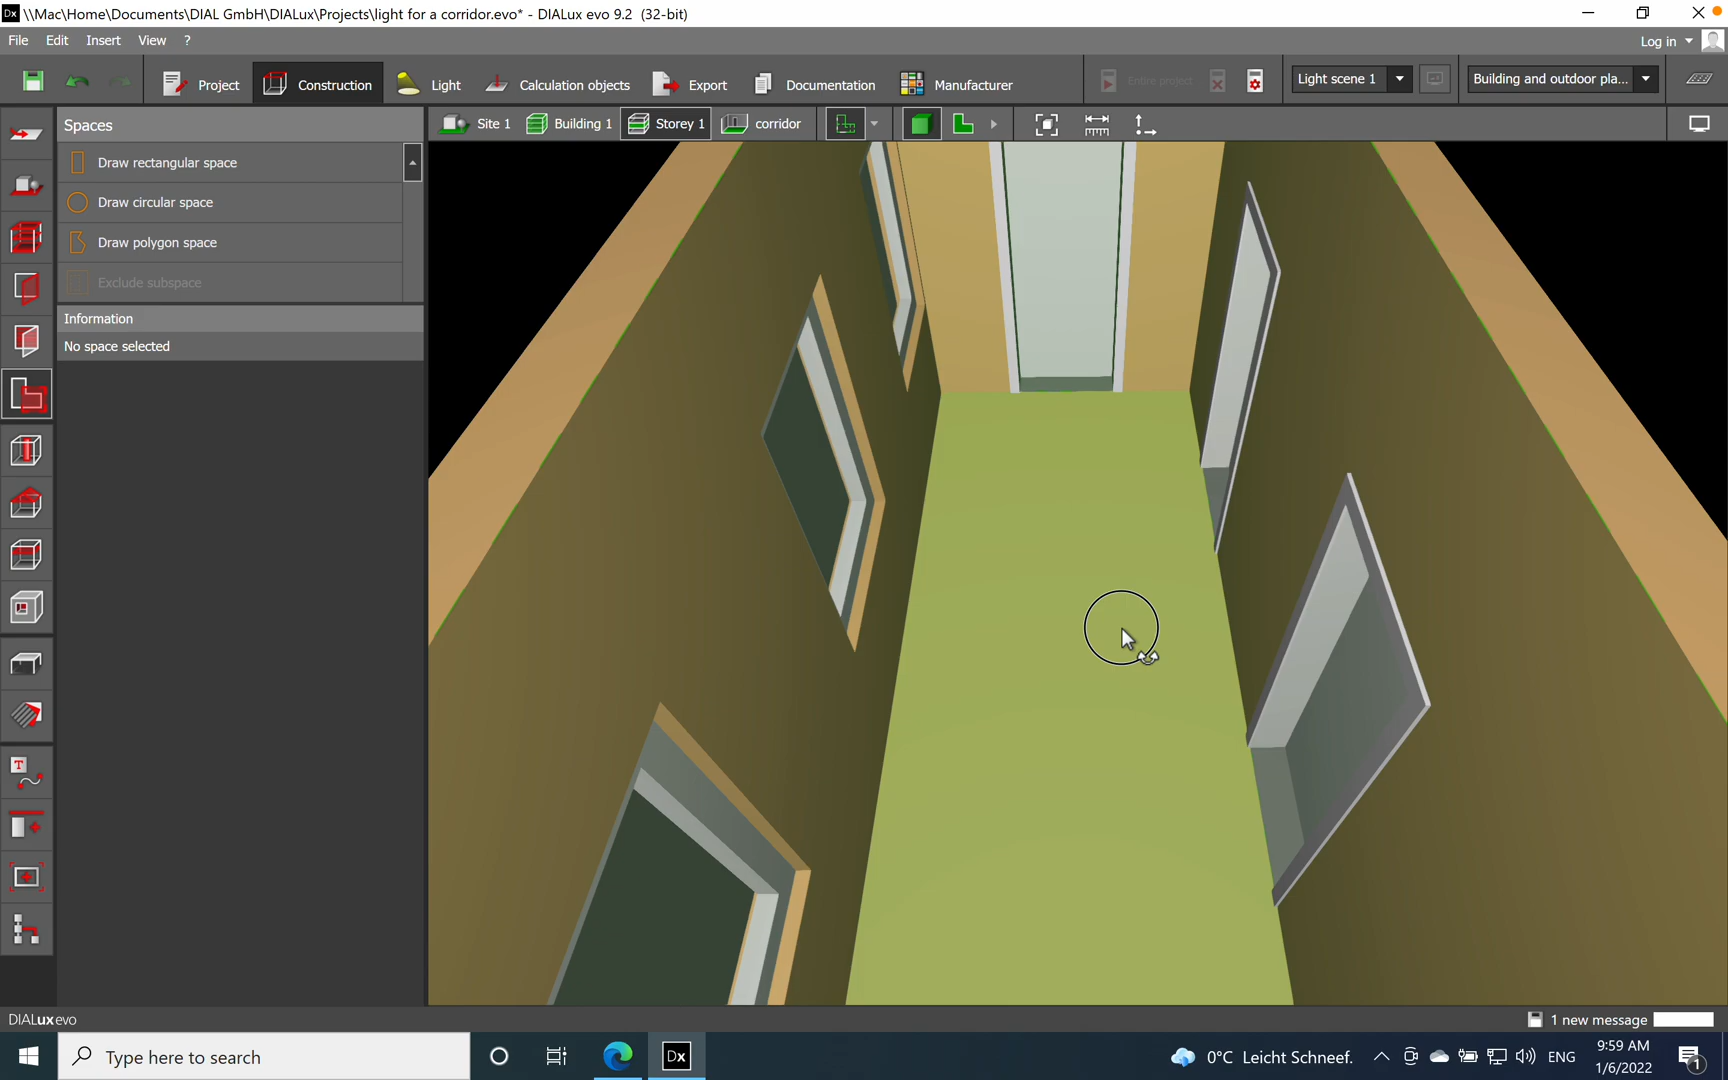 \\Mac\Home\Documents\DIAL GmbH\DIALux\Projects\light for a corridor.evo* - DIALux evo 9.2 (32-bit)
File Edit Insert View ?
Log in
Project Construction Light Calculation objects Export Documentation Manufacturer Entire project Light scene 1 Building and outdoor pla...
Spaces
Site 1 Building 1 Storey 1 corridor
Draw rectangular space
Draw circular space
Draw polygon space
Exclude subspace
Information
No space selected
DIALux evo
1 new message
Type here to search
Dx
0°C Leicht Schneef.
ENG
9:59 AM
1/6/2022
1